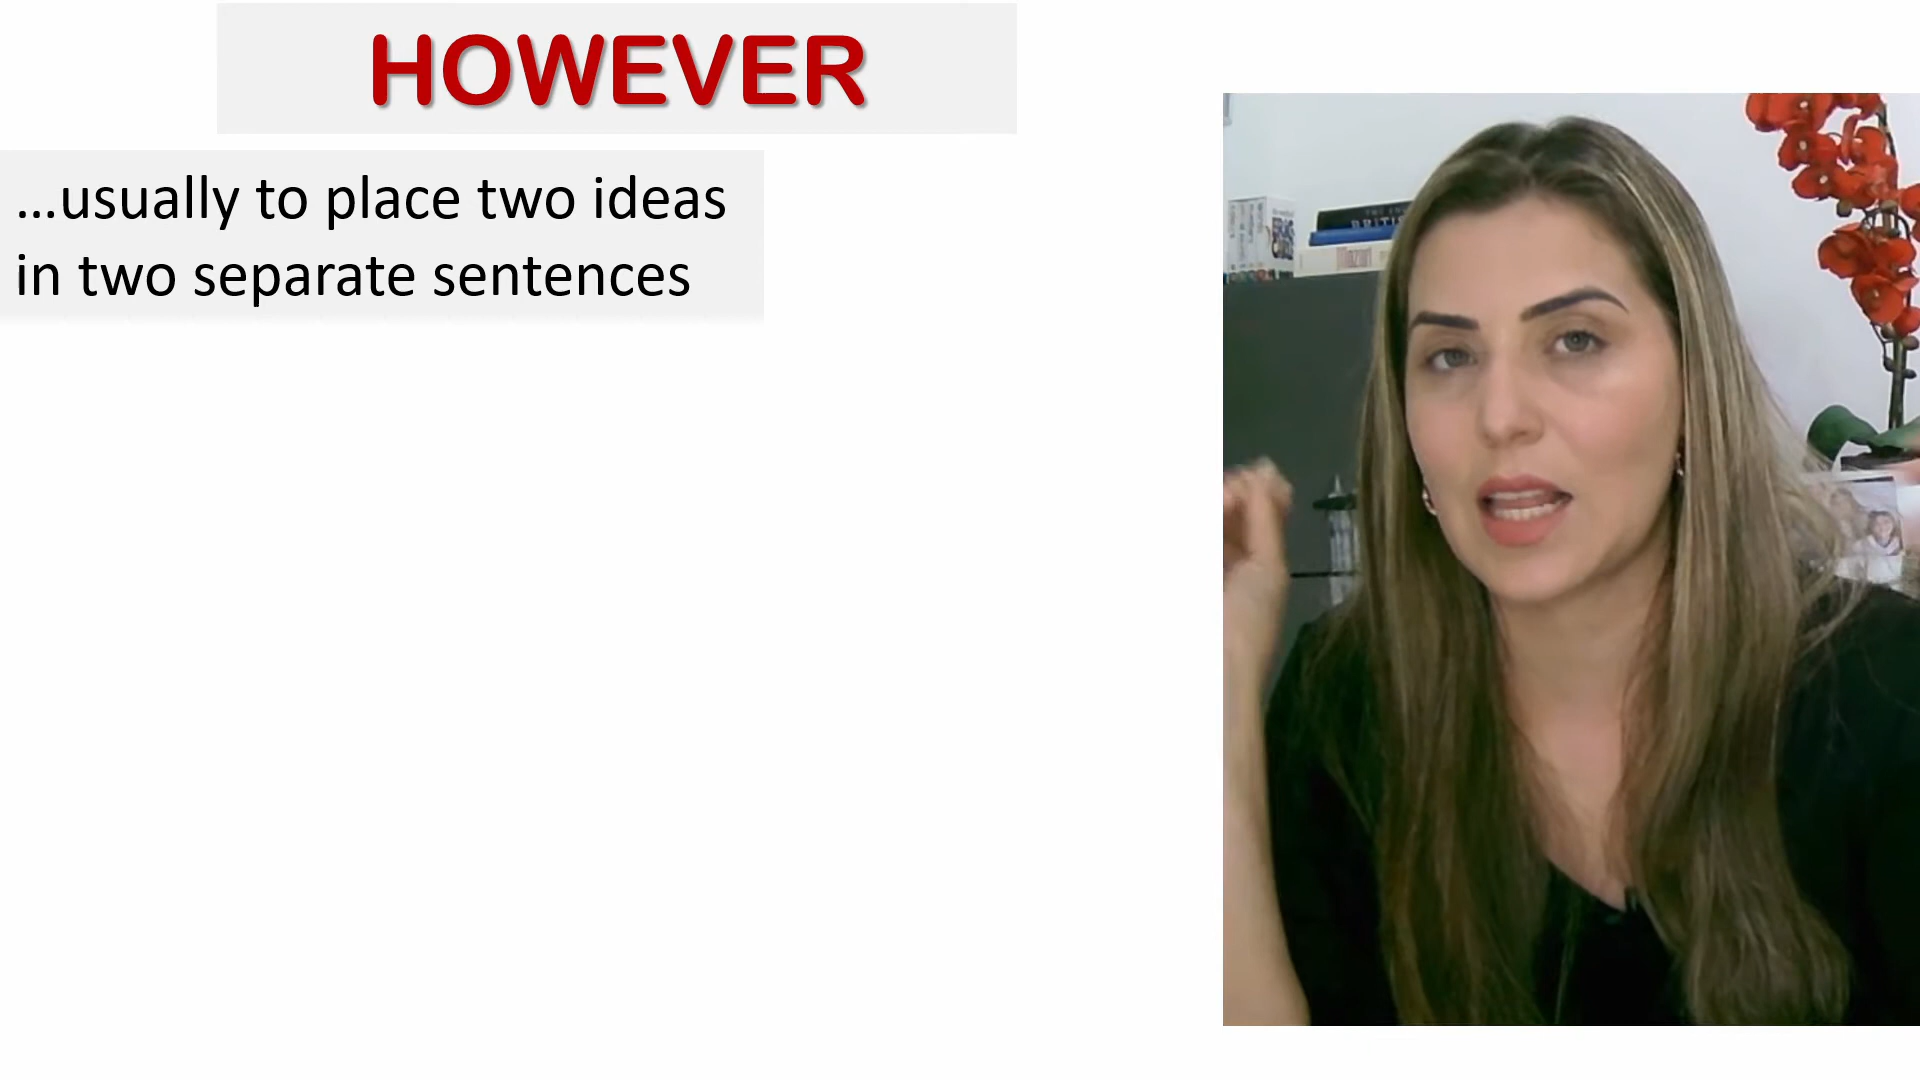 HOWEVER
...usually to place two ideas
in two separate sentences